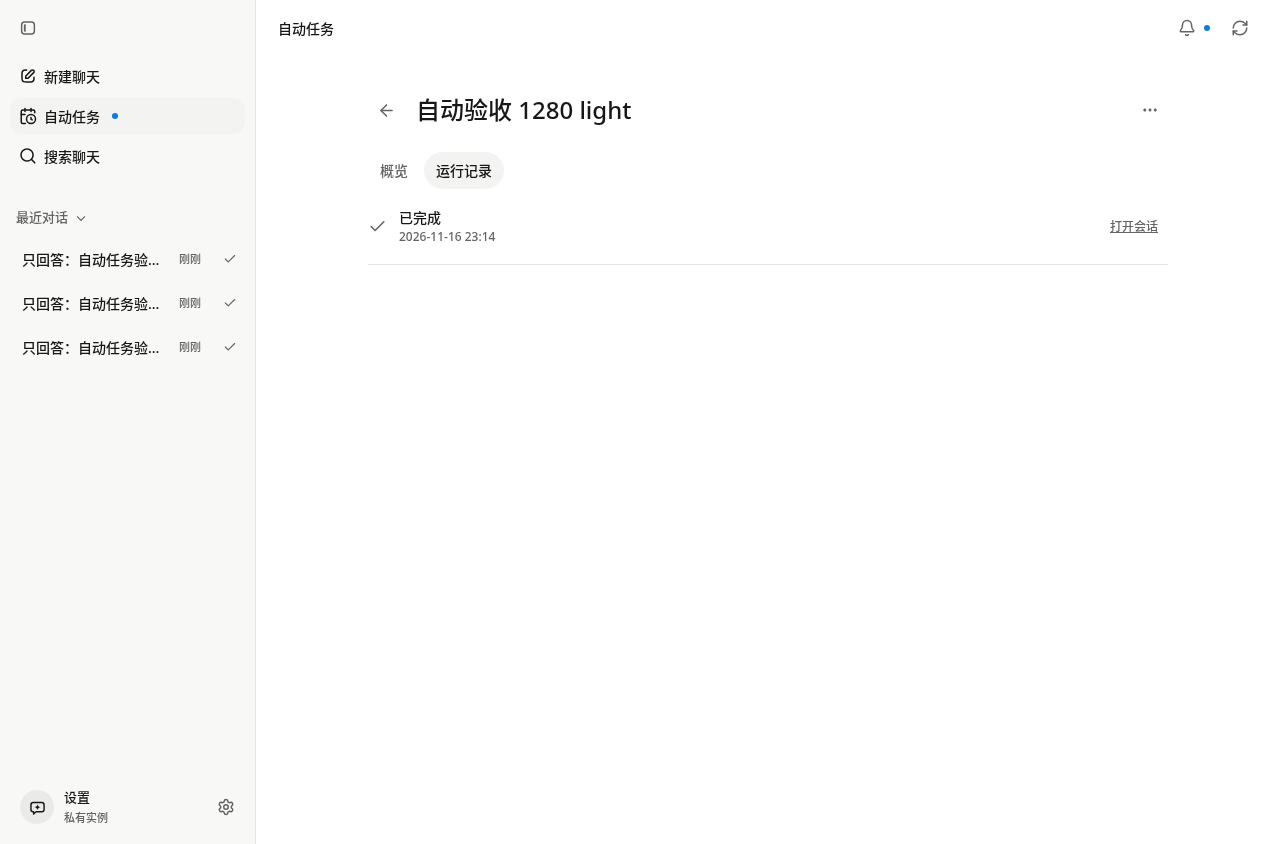 新建聊天
自动任务
搜索聊天
最近对话
只回答：自动任务验... 刚刚
只回答：自动任务验... 刚刚
只回答：自动任务验... 刚刚
设置
私有实例
自动任务
自动验收 1280 light
概览 运行记录
已完成
2026-11-16 23:14
打开会话